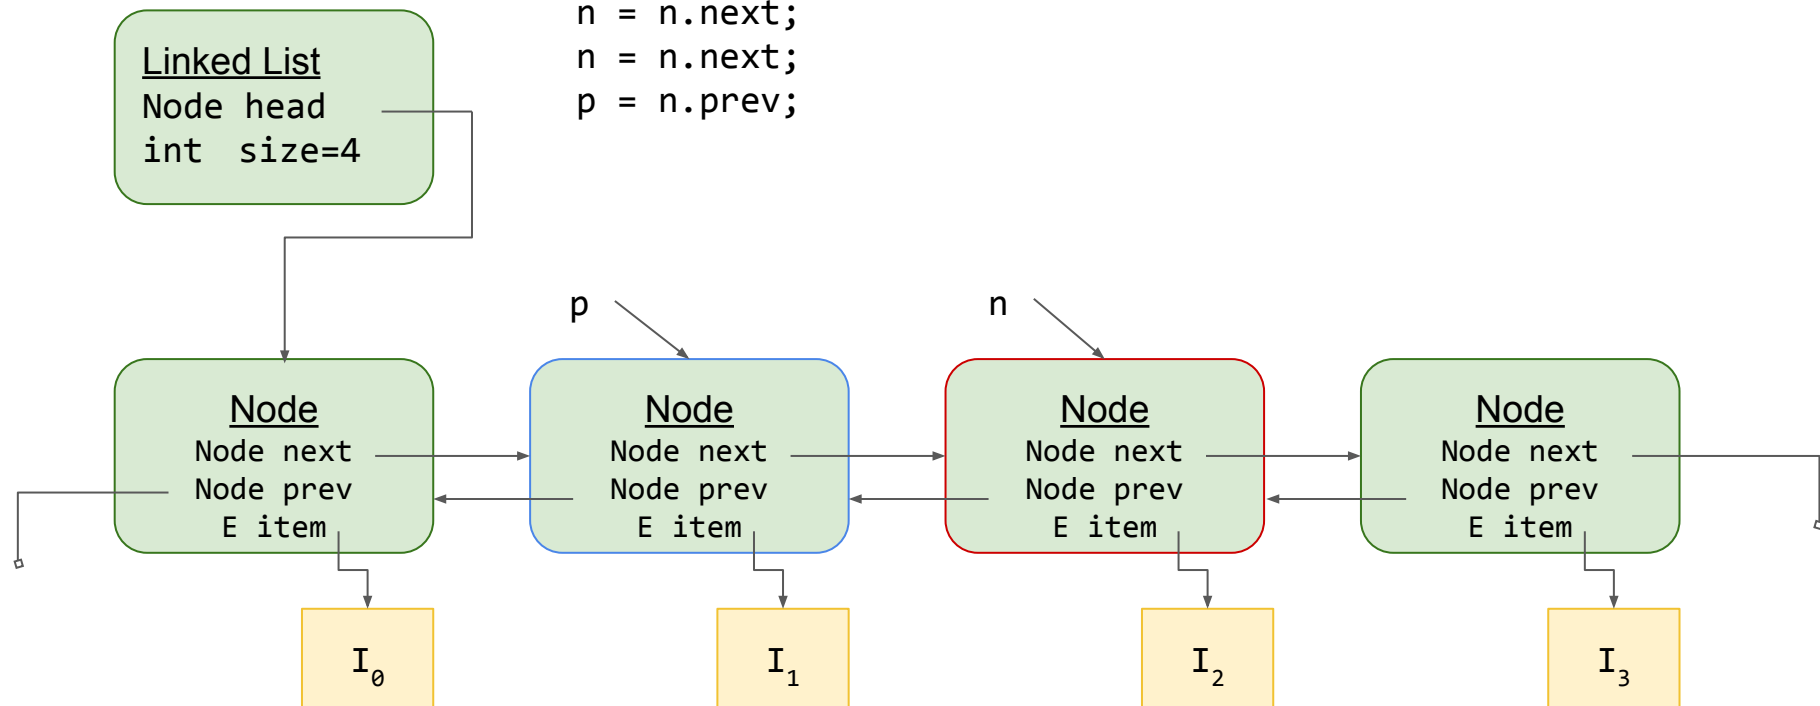 n = n.next;
n = n.next;
p = n.prev;
Linked List
Node head
int size=4
p
n
Node
Node next
Node prev
E item
Node
Node next
Node prev
E item
Node
Node next
Node prev
E item
Node
Node next
Node prev
E item
I₀
I₁
I₂
I₃